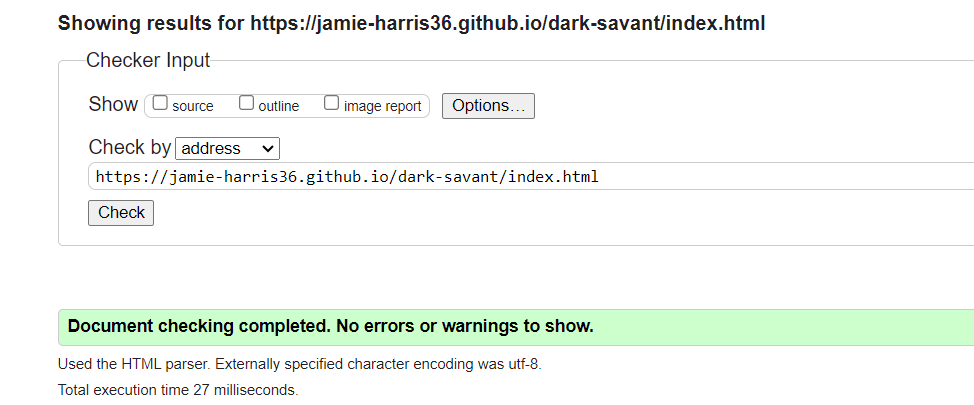 Showing results for https://jamie-harris36.github.io/dark-savant/index.html
Checker Input
Show source outline image report Options...
Check by address
https://jamie-harris36.github.io/dark-savant/index.html
Check
Document checking completed. No errors or warnings to show.
Used the HTML parser. Externally specified character encoding was utf-8.
Total execution time 27 milliseconds.